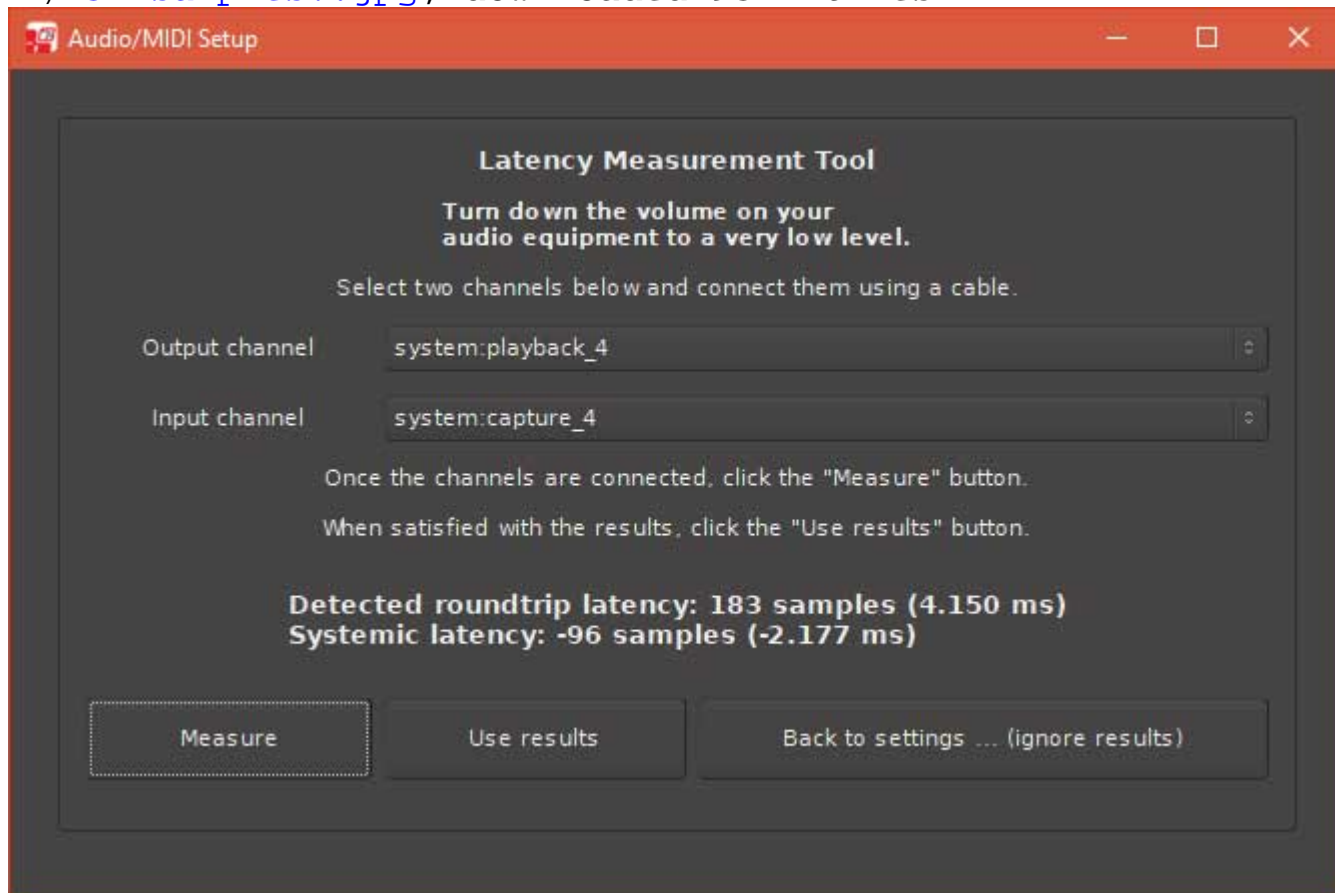 Audio/MIDI Setup
Latency Measurement Tool
Turn down the volume on your
audio equipment to a very low level.
Select two channels below and connect them using a cable.
Output channel system:playback_4
Input channel system:capture_4
Once the channels are connected, click the "Measure" button.
When satisfied with the results, click the "Use results" button.
Detected roundtrip latency: 183 samples (4.150 ms)
Systemic latency: -96 samples (-2.177 ms)
Measure Use results Back to settings ... (ignore results)